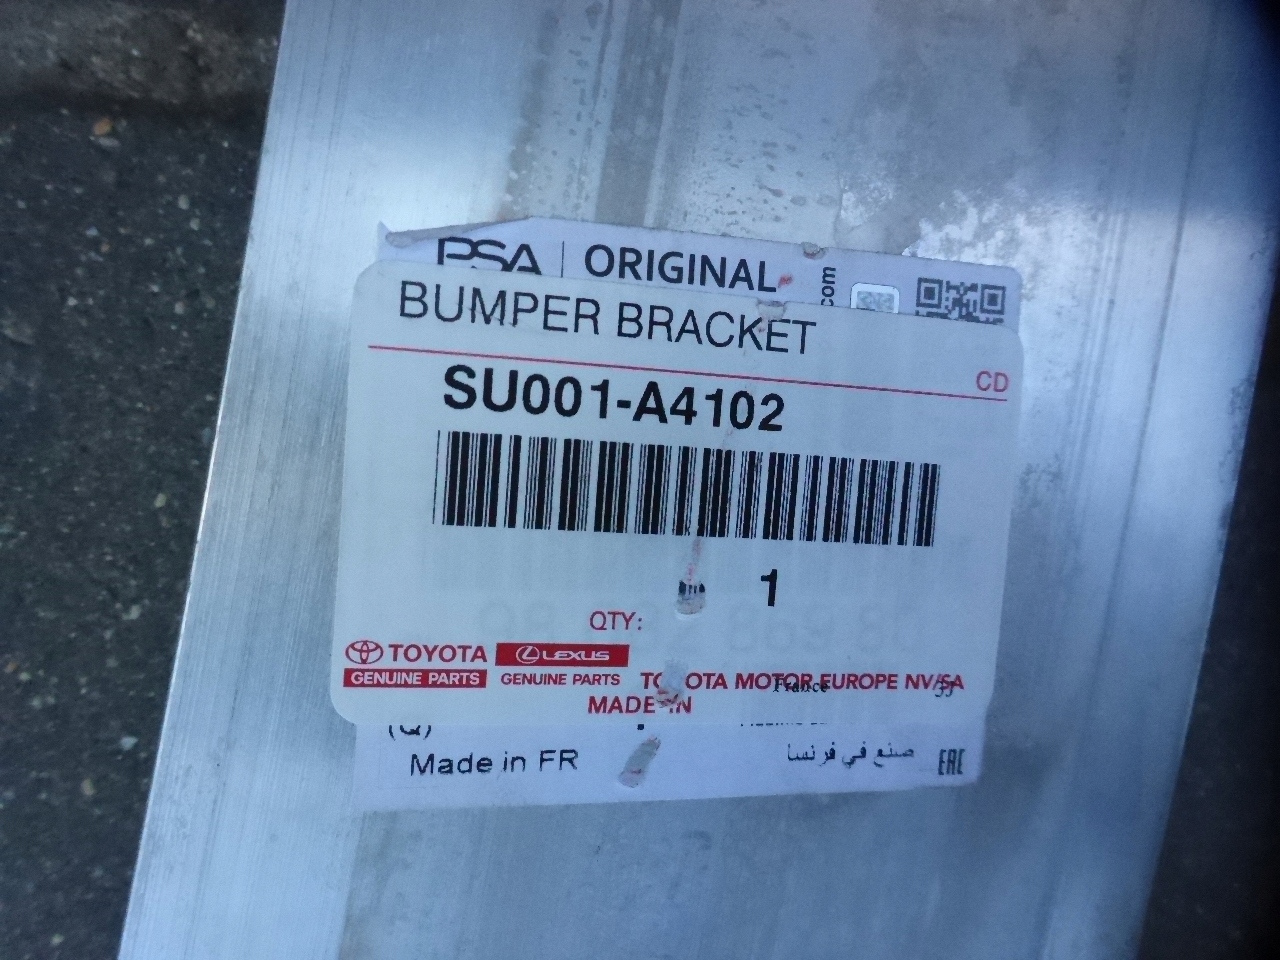 PSA | ORIGINAL
.com
BUMPER BRACKET
CD
SU001-A4102
1
QTY:
TOYOTA LEXUS
GENUINE PARTS GENUINE PARTS
TOYOTA MOTOR EUROPE NV/SA
France
MADE IN
(Q)
Made in FR
صنع في فرنسا
EAC